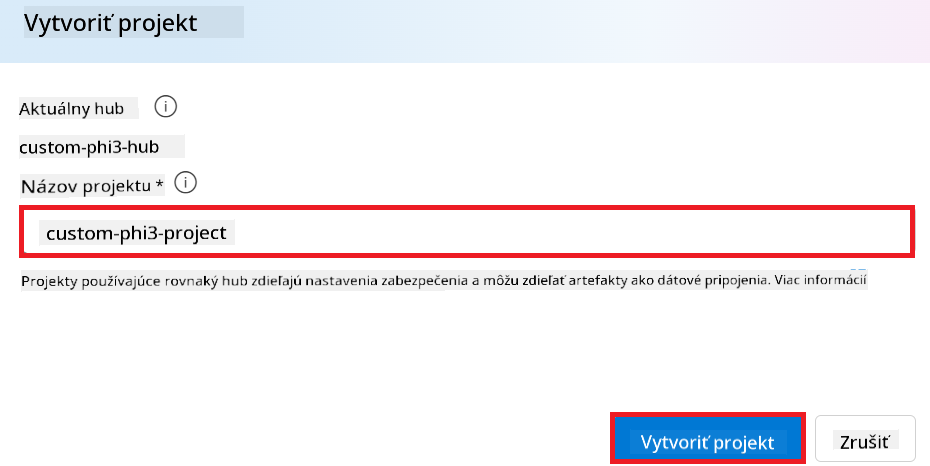 Vytvoriť projekt
Aktuálny hub
custom-phi3-hub
Názov projektu *
custom-phi3-project
Projekty používajúce rovnaký hub zdieľajú nastavenia zabezpečenia a môžu zdieľať artefakty ako dátové pripojenia. Viac informácií
Vytvoriť projekt Zrušiť